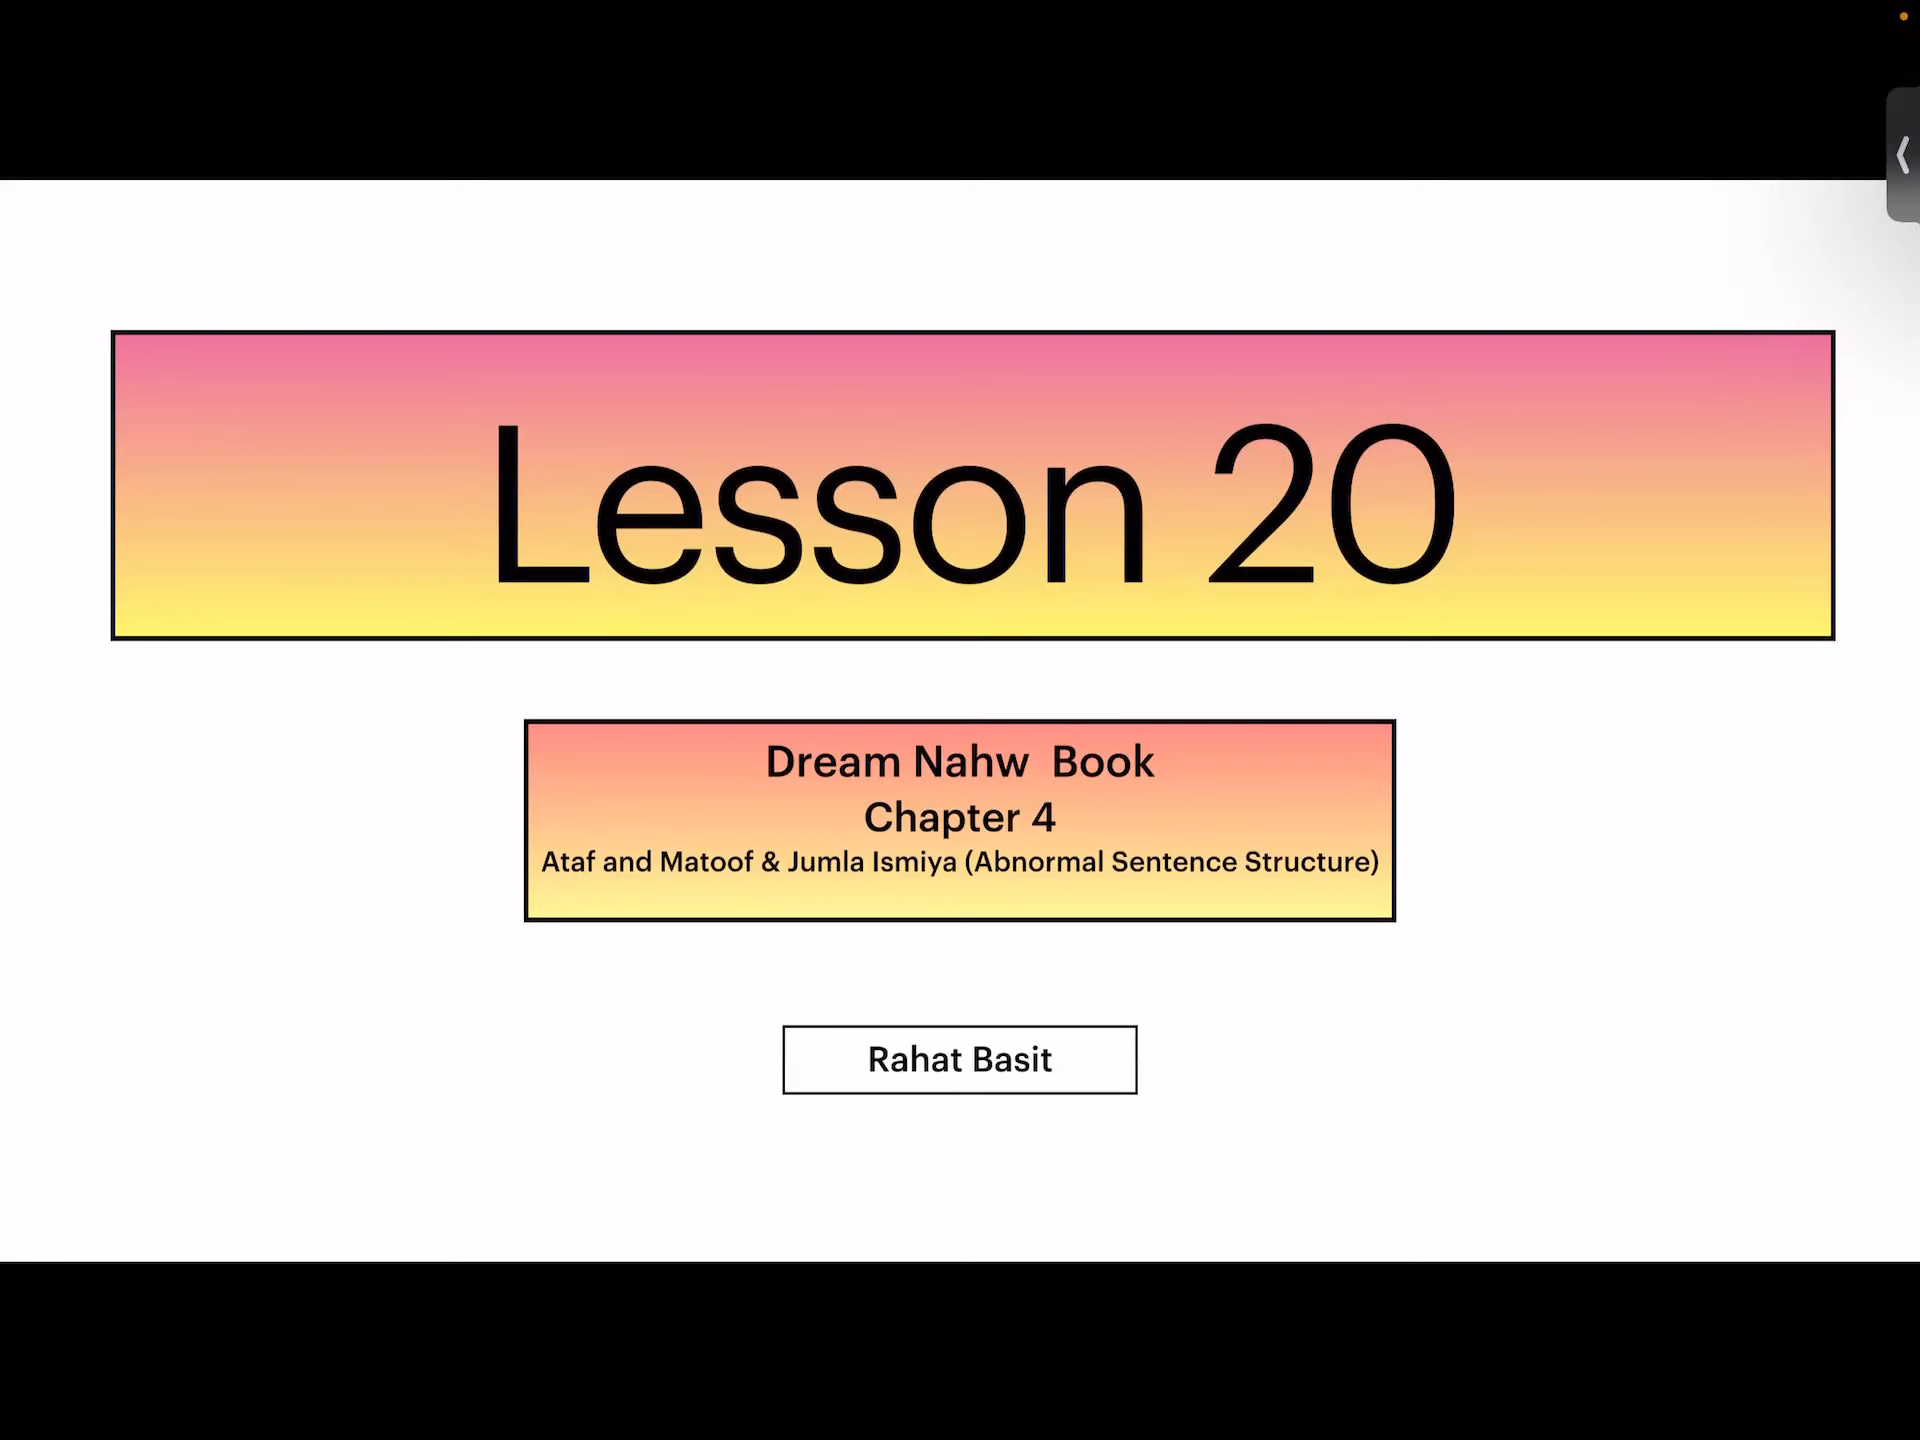 Lesson 20
Dream Nahw Book
Chapter 4
Ataf and Matoof & Jumla Ismiya (Abnormal Sentence Structure)
Rahat Basit